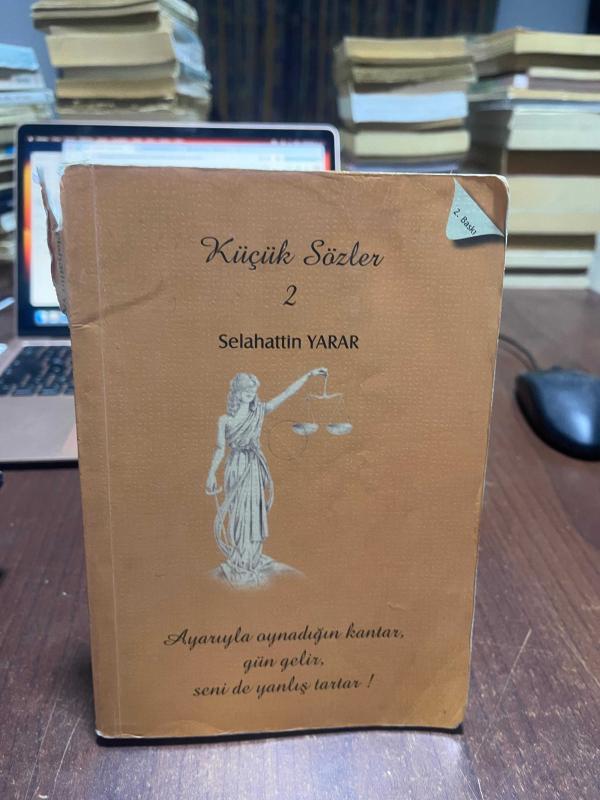 Küçük Sözler
2
2. Baskı
Selahattin YARAR
Ayarıyla oynadığın kantar,
gün gelir,
seni de yanlış tartar !